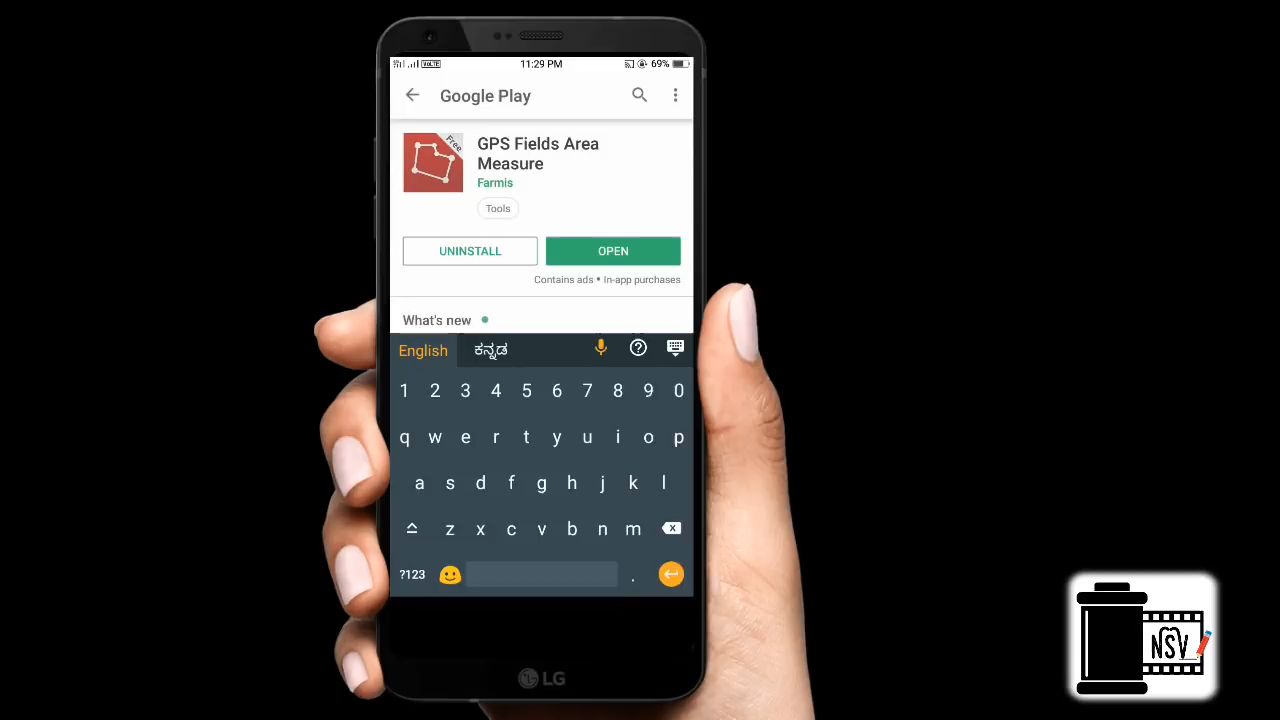 VoLTE 11:29 PM 69%
Google Play
Free
GPS Fields Area
Measure
Farmis
Tools
UNINSTALL OPEN
Contains ads • In-app purchases
What's new
English ಕನ್ನಡ
1 2 3 4 5 6 7 8 9 0
q w e r t y u i o p
a s d f g h j k l
z x c v b n m
?123 .
LG
NSV